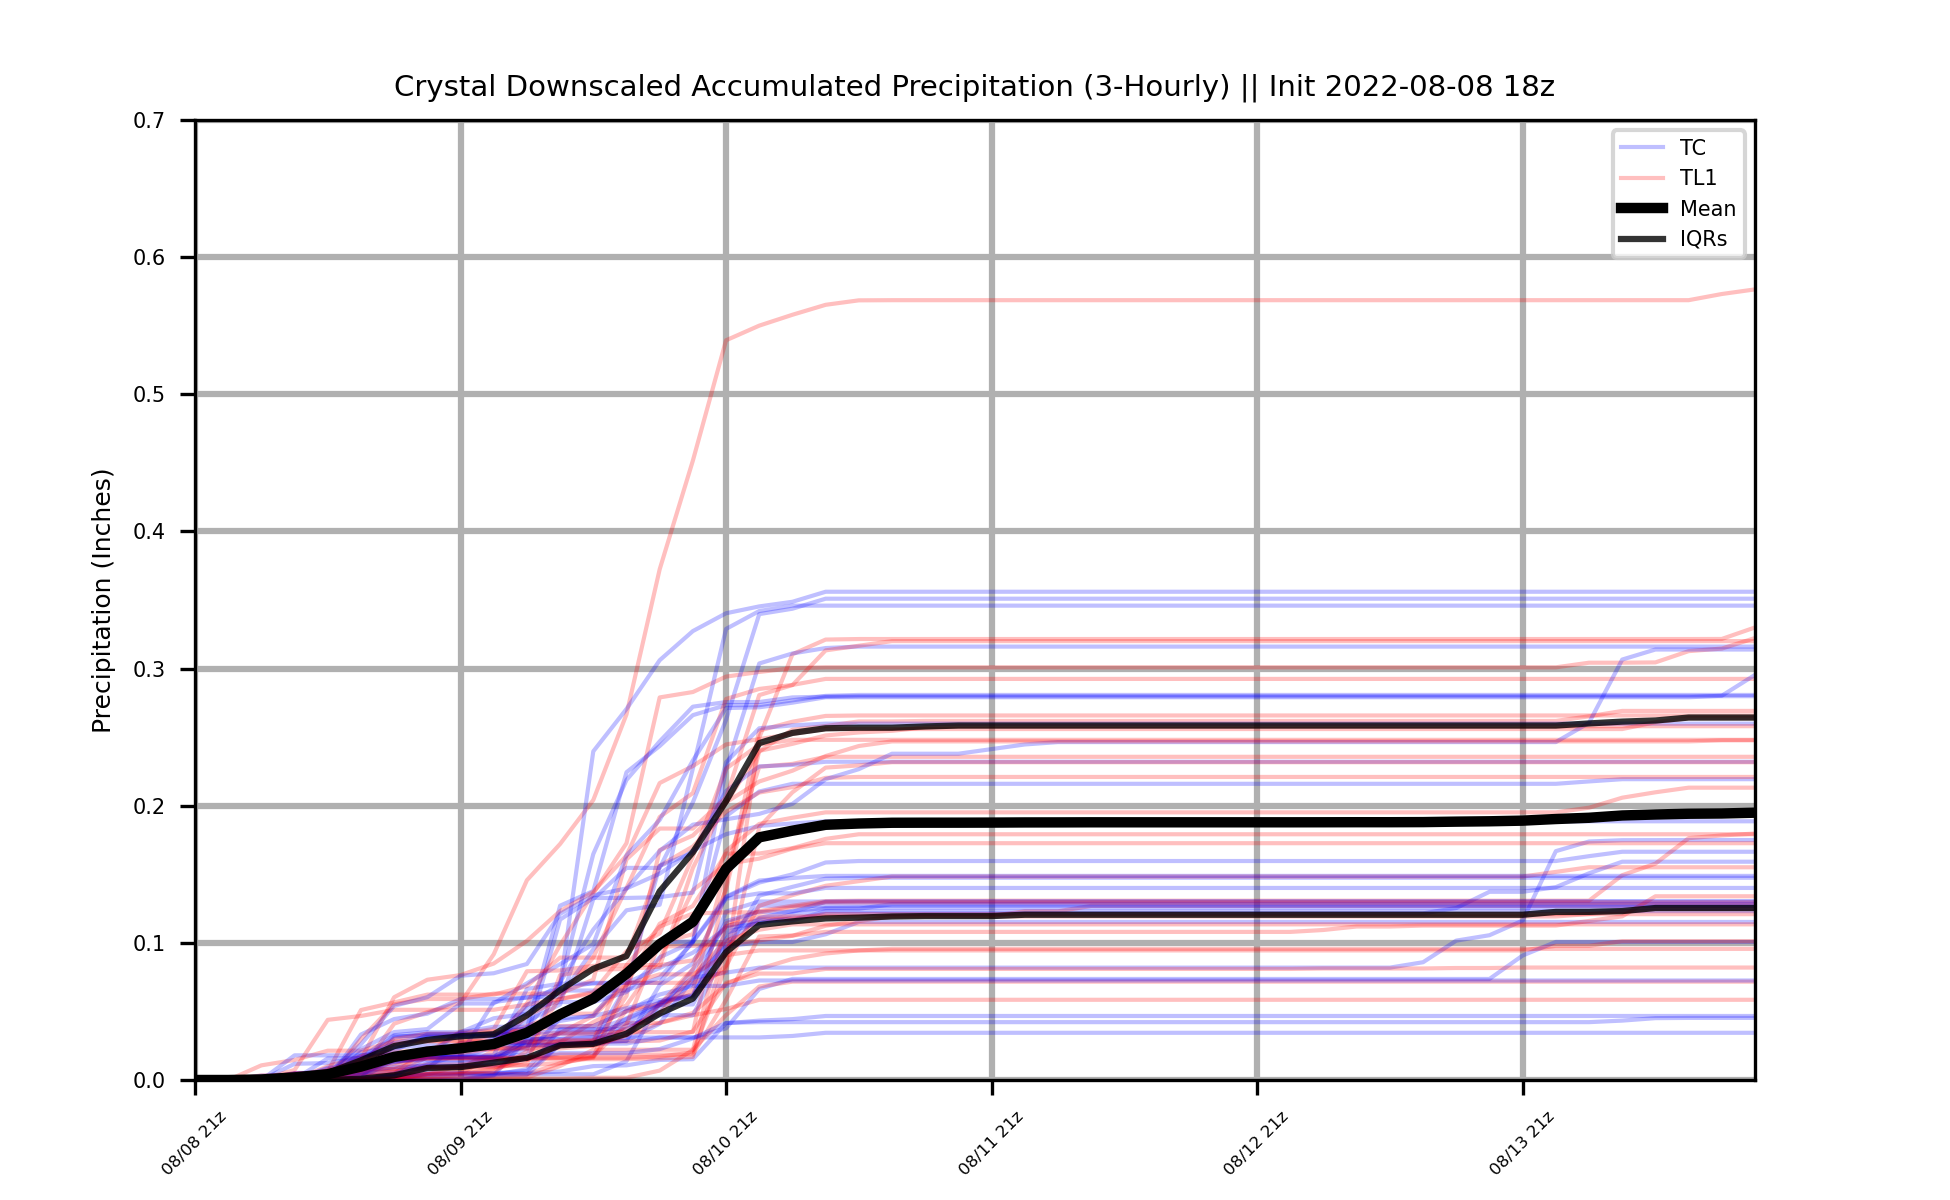 Crystal Downscaled Accumulated Precipitation (3-Hourly) || Init 2022-08-08 18z
TC
TL1
Mean
IQRs
Precipitation (Inches)
0.7
0.6
0.5
0.4
0.3
0.2
0.1
0.0
08/08 21z
08/09 21z
08/10 21z
08/11 21z
08/12 21z
08/13 21z